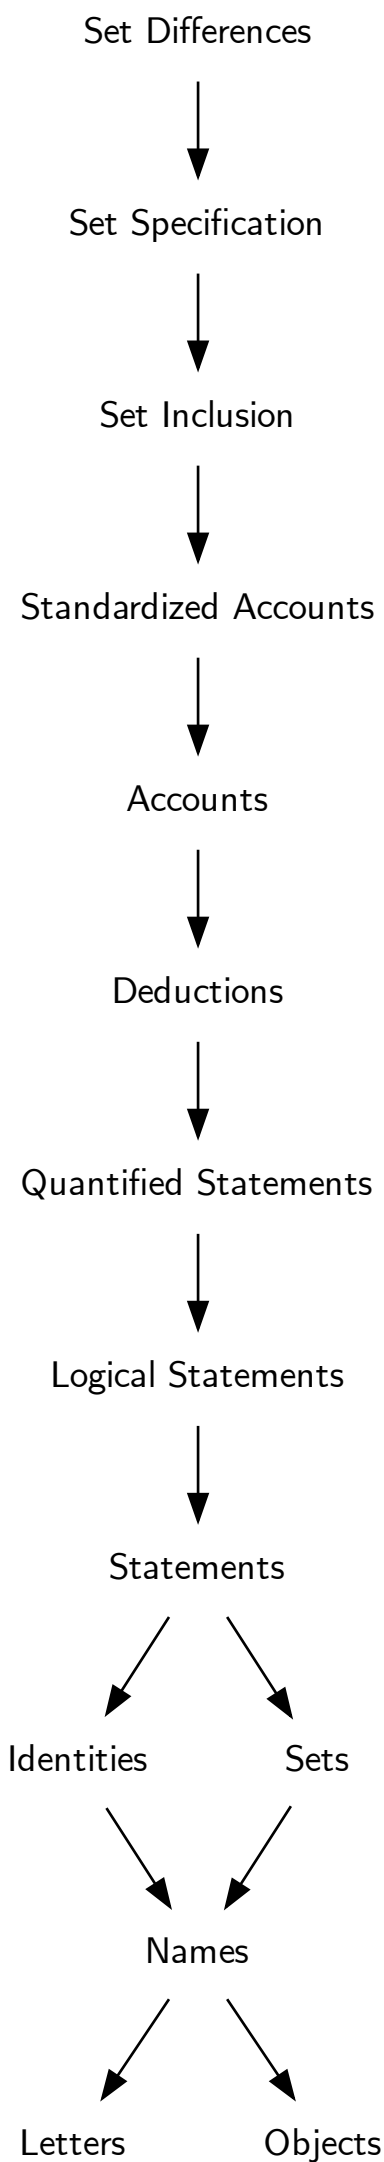 Set Differences
Set Specification
Set Inclusion
Standardized Accounts
Accounts
Deductions
Quantified Statements
Logical Statements
Statements
Identities
Sets
Names
Letters
Objects